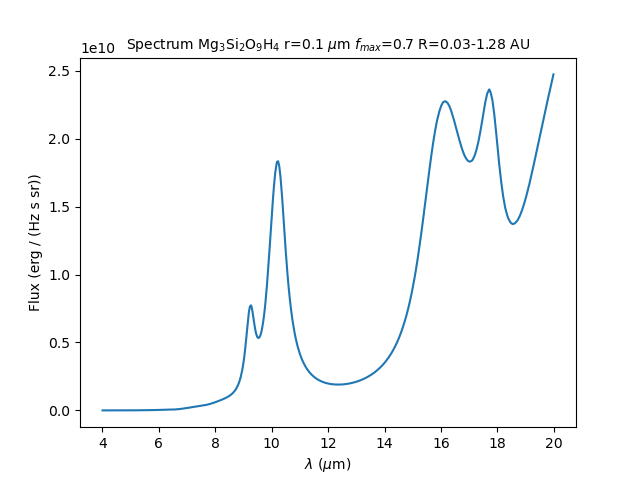 Spectrum Mg₃Si₂O₉H₄ r=0.1 μm f_max=0.7 R=0.03-1.28 AU
1e10
2.5
2.0
1.5
1.0
0.5
0.0
Flux (erg / (Hz s sr))
4 6 8 10 12 14 16 18 20
λ (μm)